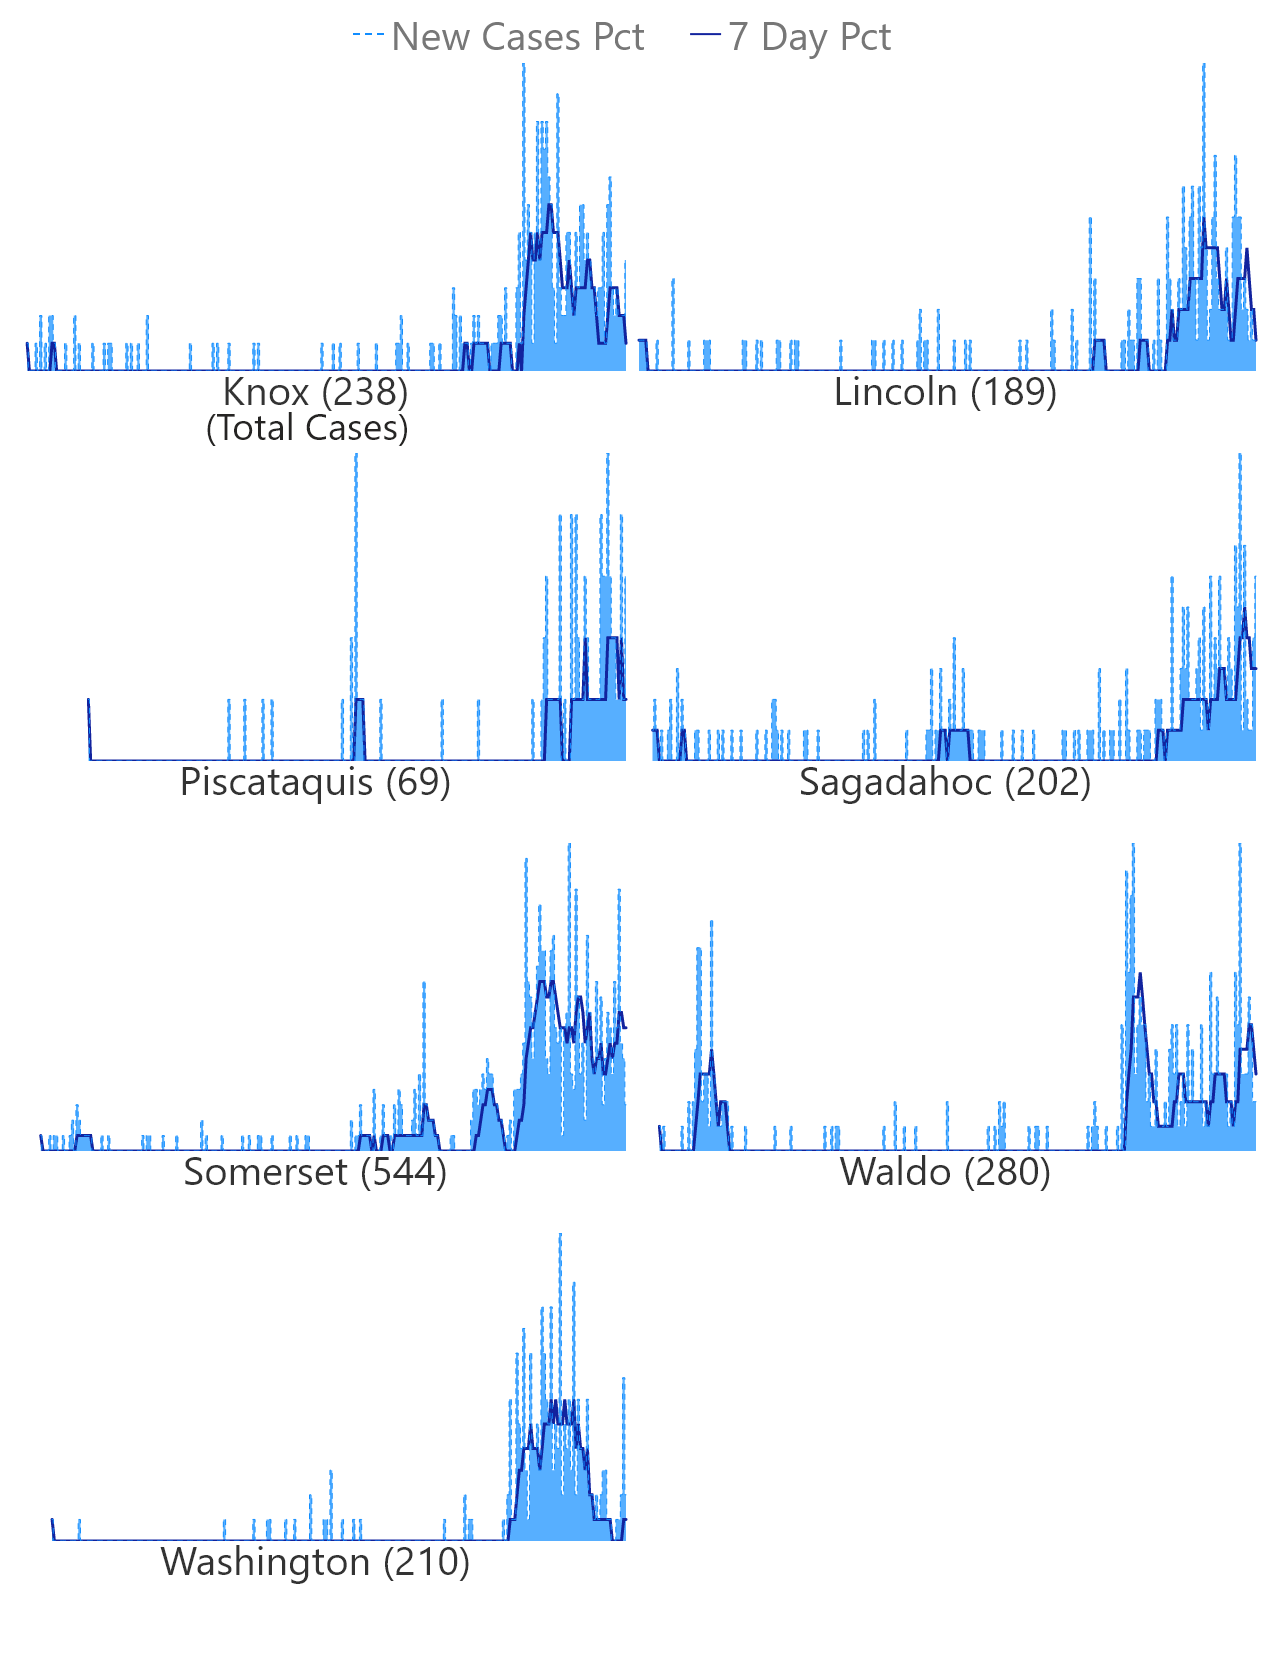 New Cases Pct 7 Day Pct
Knox (238) Lincoln (189)
(Total Cases)
Piscataquis (69) Sagadahoc (202)
Somerset (544) Waldo (280)
Washington (210)